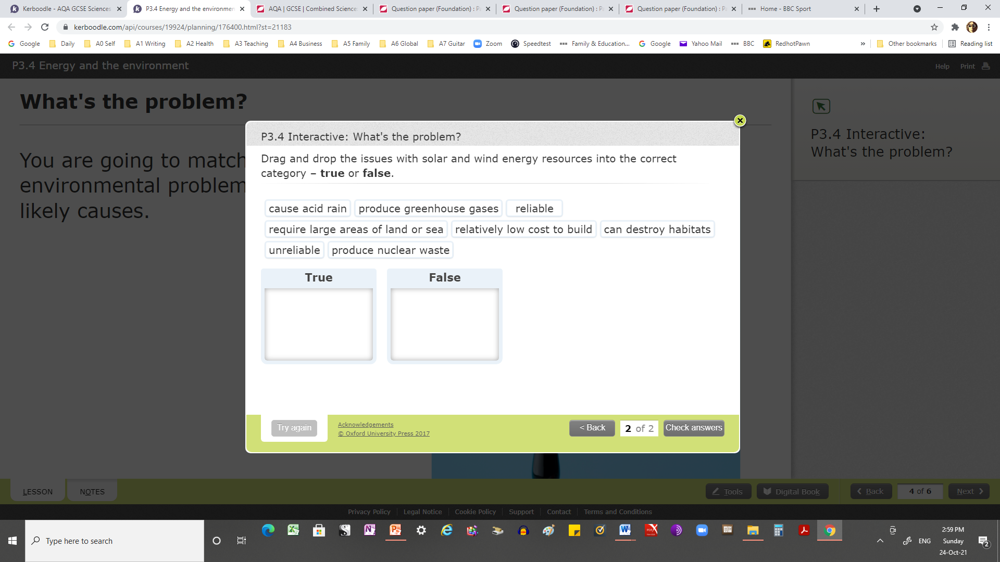 Kerboodle - AQA GCSE Sciences
P3.4 Energy and the environmen
AQA | GCSE | Combined Science
Question paper (Foundation) : P
Question paper (Foundation) : P
Question paper (Foundation) : P
Home - BBC Sport
kerboodle.com/api/courses/19924/planning/176400.html?st=21183
Google Daily A0 Self A1 Writing A2 Health A3 Teaching A4 Business A5 Family A6 Global A7 Guitar Zoom Speedtest Family & Education... Google Yahoo Mail BBC RedhotPawn » Other bookmarks Reading list
P3.4 Energy and the environment
Help Print
What's the problem?
You are going to match
environmental problem
likely causes.
P3.4 Interactive:
What's the problem?
P3.4 Interactive: What's the problem?
Drag and drop the issues with solar and wind energy resources into the correct
category – true or false.
cause acid rain produce greenhouse gases reliable
require large areas of land or sea relatively low cost to build can destroy habitats
unreliable produce nuclear waste
True False
Try again
Acknowledgements
© Oxford University Press 2017
< Back 2 of 2 Check answers
LESSON NOTES
Tools Digital Book Back 4 of 6 Next
Privacy Policy Legal Notice Cookie Policy Support Contact Terms and Conditions
Type here to search
ENG
2:59 PM
Sunday
24-Oct-21
2